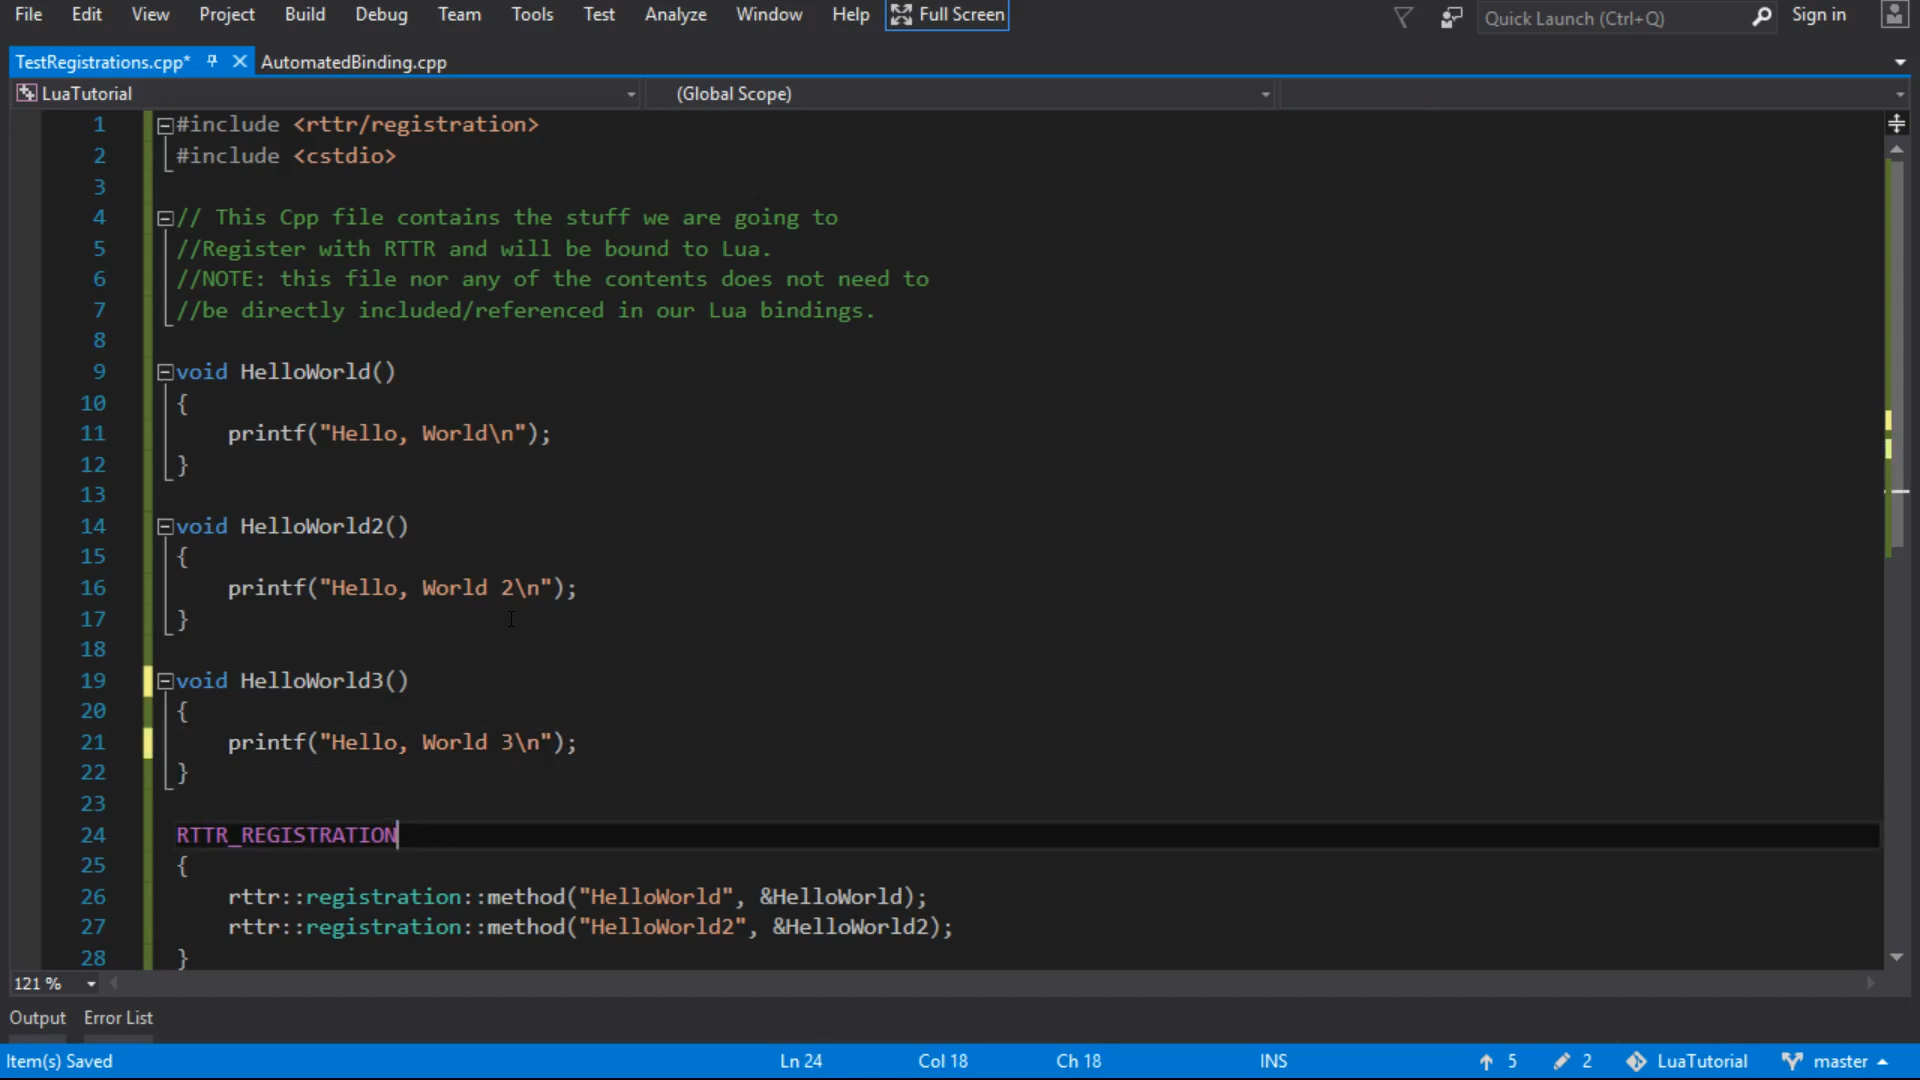 File Edit View Project Build Debug Team Tools Test Analyze Window Help Full Screen Quick Launch (Ctrl+Q) Sign in
TestRegistrations.cpp* AutomatedBinding.cpp
LuaTutorial (Global Scope)
1 #include <rttr/registration>
2 #include <cstdio>
3
4 // This Cpp file contains the stuff we are going to
5 //Register with RTTR and will be bound to Lua.
6 //NOTE: this file nor any of the contents does not need to
7 //be directly included/referenced in our Lua bindings.
8
9 void HelloWorld()
10 {
11 printf("Hello, World\n");
12 }
13
14 void HelloWorld2()
15 {
16 printf("Hello, World 2\n");
17 }
18
19 void HelloWorld3()
20 {
21 printf("Hello, World 3\n");
22 }
23
24 RTTR_REGISTRATION
25 {
26 rttr::registration::method("HelloWorld", &HelloWorld);
27 rttr::registration::method("HelloWorld2", &HelloWorld2);
28 }
121 %
Output Error List
Item(s) Saved Ln 24 Col 18 Ch 18 INS 5 2 LuaTutorial master